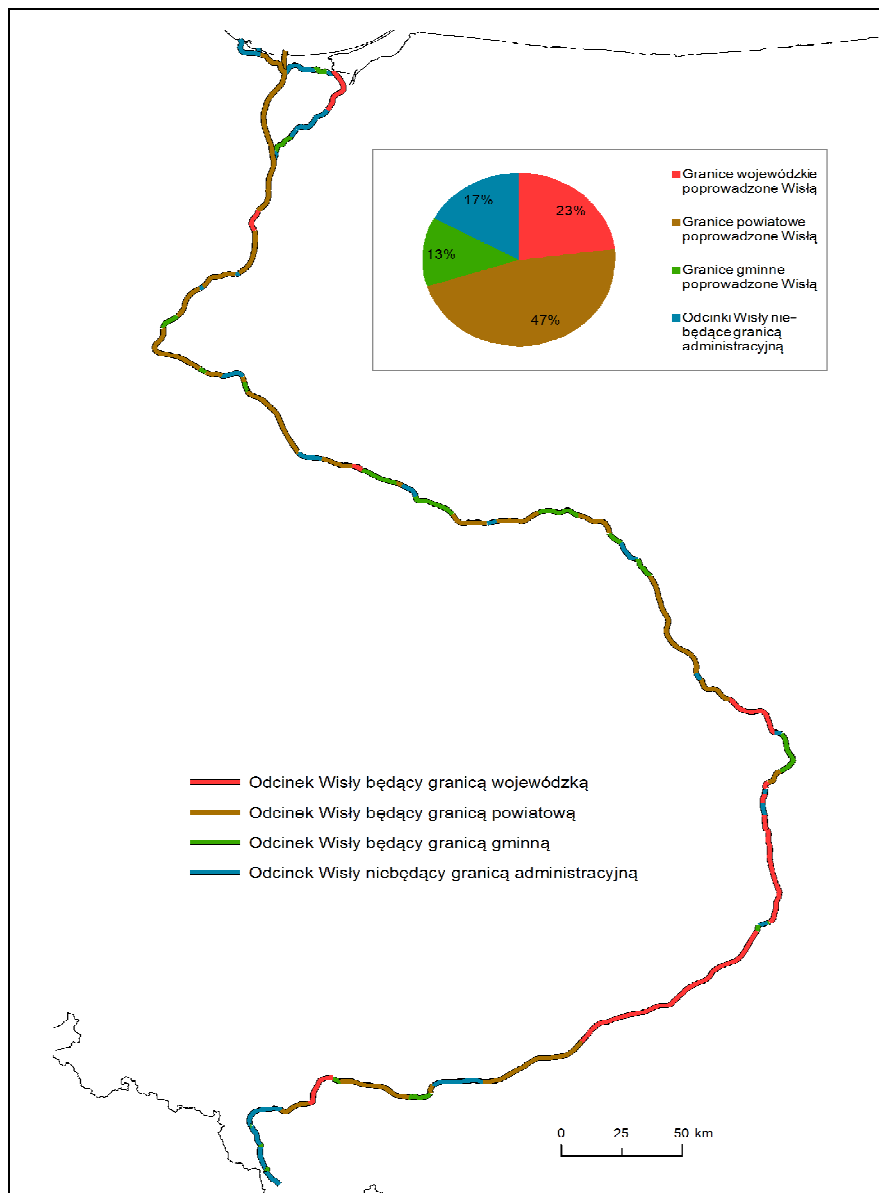 23%
17%
13%
47%
Granice wojewódzkie
poprowadzone Wisłą
Granice powiatowe
poprowadzone Wisłą
Granice gminne
poprowadzone Wisłą
Odcinki Wisły nie-
będące granicą
administracyjną
Odcinek Wisły będący granicą wojewódzką
Odcinek Wisły będący granicą powiatową
Odcinek Wisły będący granicą gminną
Odcinek Wisły niebędący granicą administracyjną
0 25 50 km